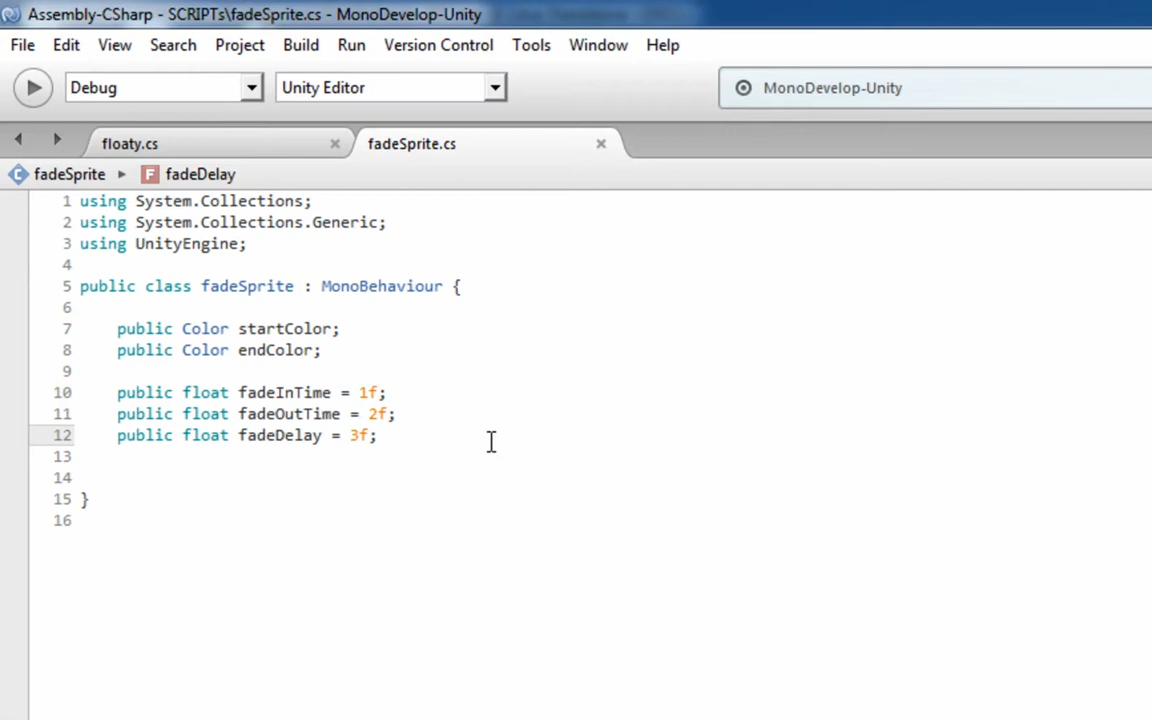 Assembly-CSharp - SCRIPTs\fadeSprite.cs - MonoDevelop-Unity
File Edit View Search Project Build Run Version Control Tools Window Help
Debug Unity Editor MonoDevelop-Unity
floaty.cs fadeSprite.cs
fadeSprite F fadeDelay
1 using System.Collections;
2 using System.Collections.Generic;
3 using UnityEngine;
4
5 public class fadeSprite : MonoBehaviour {
6
7 public Color startColor;
8 public Color endColor;
9
10 public float fadeInTime = 1f;
11 public float fadeOutTime = 2f;
12 public float fadeDelay = 3f;
13
14
15 }
16